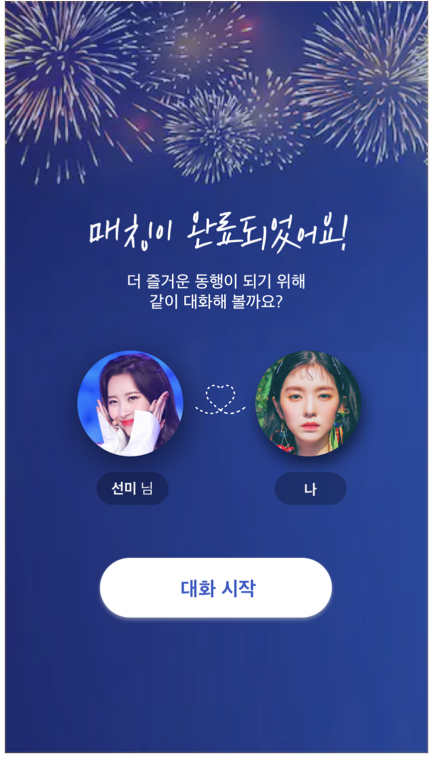 매칭이 완료되었어요!
더 즐거운 동행이 되기 위해
같이 대화해 볼까요?
선미 님
나
대화 시작